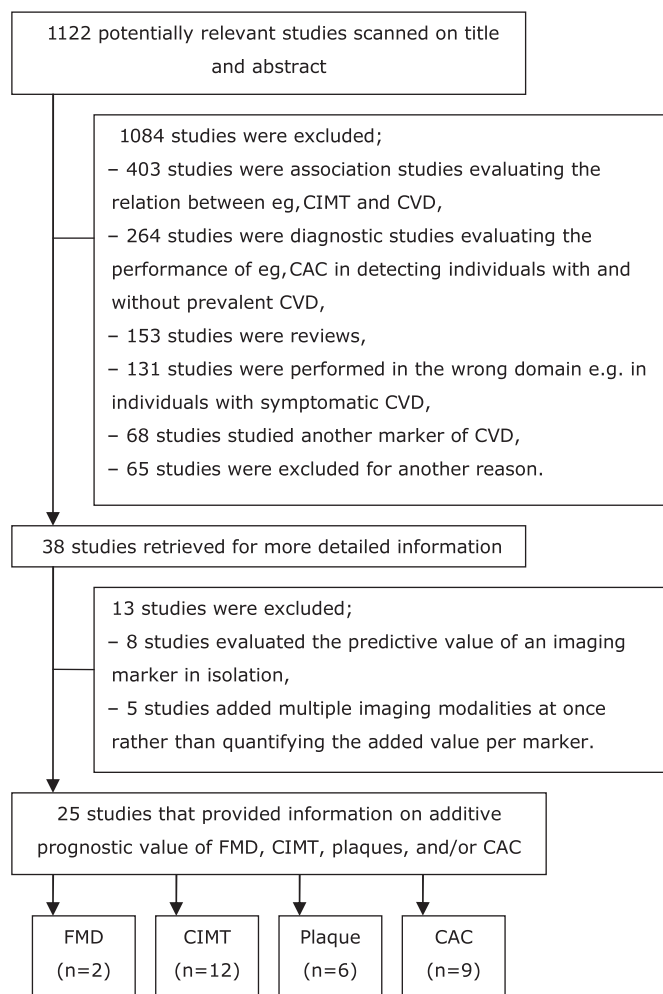 1122 potentially relevant studies scanned on title
and abstract
1084 studies were excluded;
– 403 studies were association studies evaluating the
relation between eg,CIMT and CVD,
– 264 studies were diagnostic studies evaluating the
performance of eg,CAC in detecting individuals with and
without prevalent CVD,
– 153 studies were reviews,
– 131 studies were performed in the wrong domain e.g. in
individuals with symptomatic CVD,
– 68 studies studied another marker of CVD,
– 65 studies were excluded for another reason.
38 studies retrieved for more detailed information
13 studies were excluded;
– 8 studies evaluated the predictive value of an imaging
marker in isolation,
– 5 studies added multiple imaging modalities at once
rather than quantifying the added value per marker.
25 studies that provided information on additive
prognostic value of FMD, CIMT, plaques, and/or CAC
FMD
(n=2)
CIMT
(n=12)
Plaque
(n=6)
CAC
(n=9)